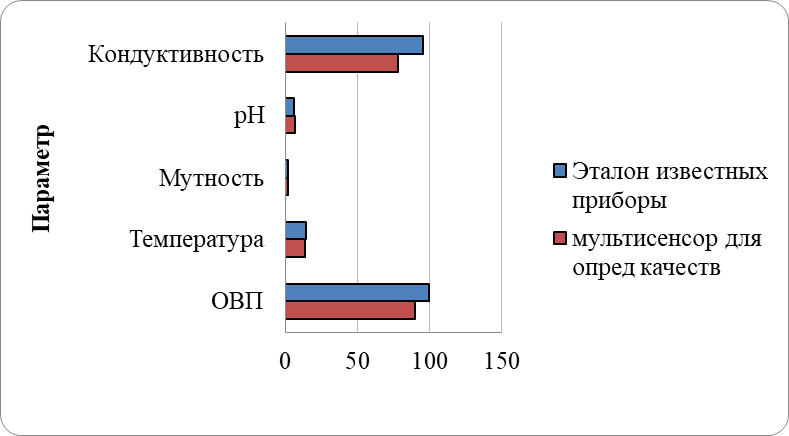 Параметр
Кондуктивность
pH
Мутность
Температура
ОВП
0 50 100 150
Эталон известных
приборы
мультисенсор для
опред качеств